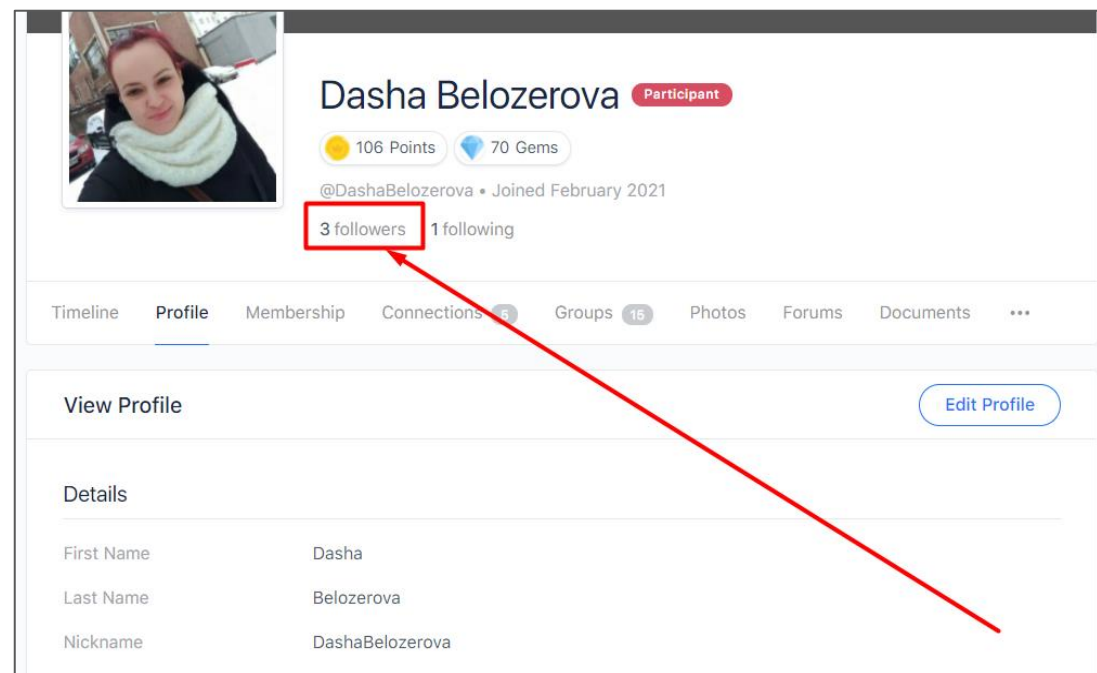 Dasha Belozerova Participant
106 Points 70 Gems
@DashaBelozerova • Joined February 2021
3 followers 1 following
Timeline Profile Membership Connections 5 Groups 15 Photos Forums Documents •••
View Profile Edit Profile
Details
First Name Dasha
Last Name Belozerova
Nickname DashaBelozerova